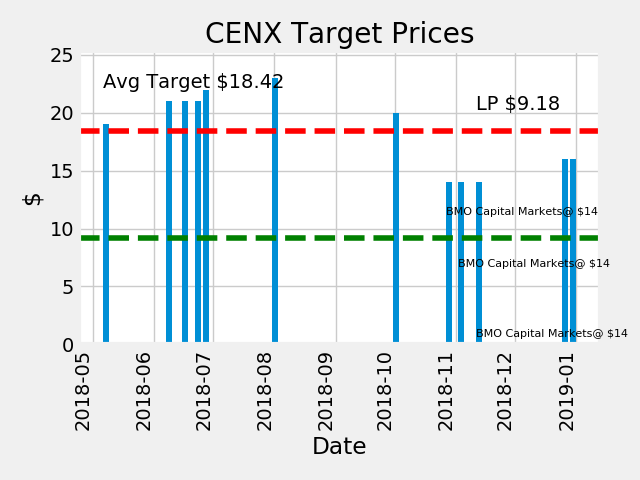 CENX Target Prices
25
Avg Target $18.42
LP $9.18
20
15
BMO Capital Markets@ $14
10
BMO Capital Markets@ $14
5
BMO Capital Markets@ $14
0
$
2018-05
2018-06
2018-07
2018-08
2018-09
2018-10
2018-11
2018-12
2019-01
Date